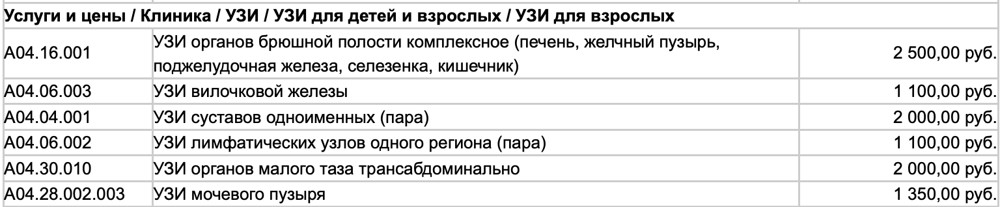 Услуги и цены / Клиника / УЗИ / УЗИ для детей и взрослых / УЗИ для взрослых
A04.16.001 УЗИ органов брюшной полости комплексное (печень, желчный пузырь, поджелудочная железа, селезенка, кишечник) 2 500,00 руб.
A04.06.003 УЗИ вилочковой железы 1 100,00 руб.
A04.04.001 УЗИ суставов одноименных (пара) 2 000,00 руб.
A04.06.002 УЗИ лимфатических узлов одного региона (пара) 1 100,00 руб.
A04.30.010 УЗИ органов малого таза трансабдоминально 2 000,00 руб.
A04.28.002.003 УЗИ мочевого пузыря 1 350,00 руб.